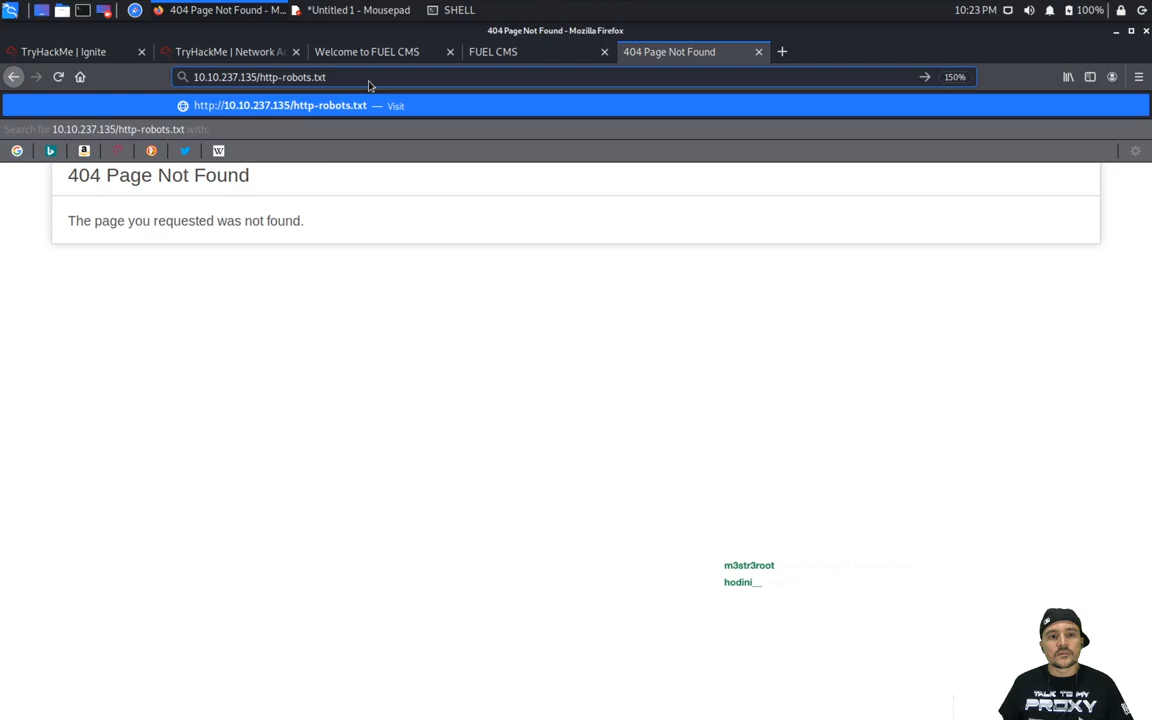 404 Page Not Found - M...
*Untitled 1 - Mousepad
SHELL
10:23 PM
100%
404 Page Not Found - Mozilla Firefox
TryHackMe | Ignite
TryHackMe | Network Ac
Welcome to FUEL CMS
FUEL CMS
404 Page Not Found
10.10.237.135/http-robots.txt
150%
http://10.10.237.135/http-robots.txt — Visit
Search for 10.10.237.135/http-robots.txt with:
404 Page Not Found
The page you requested was not found.
m3str3root
hodini__
TALK TO MY
PROXY